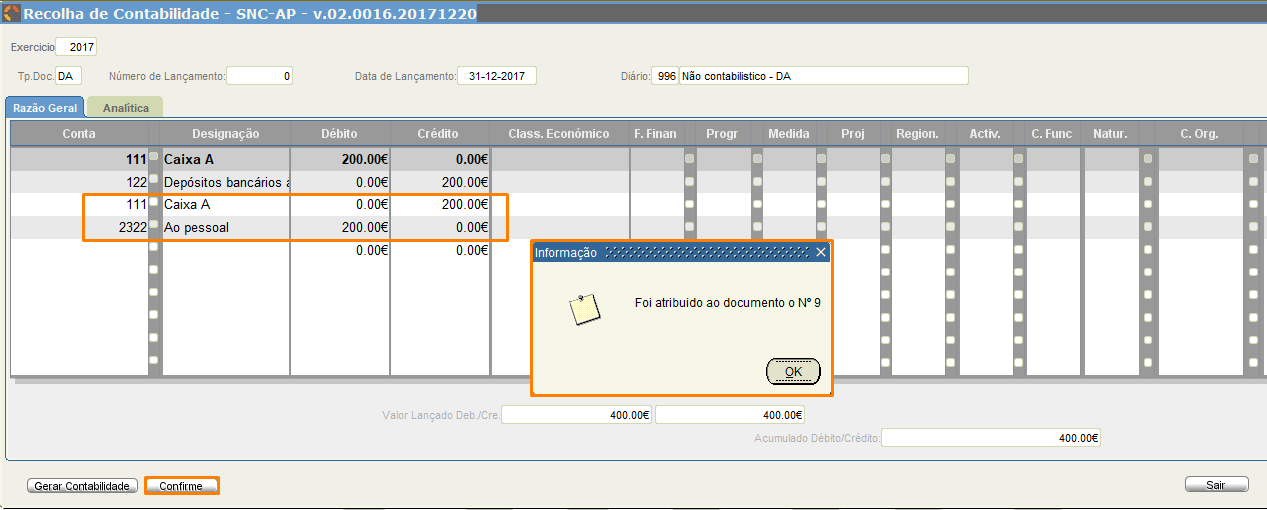 Recolha de Contabilidade - SNC-AP - v.02.0016.20171220
Exercicio 2017
Tp.Doc. DA Número de Lançamento: 0 Data de Lançamento: 31-12-2017 Diário: 996 Não contabilistico - DA
Razão Geral Analítica
Conta Designação Débito Crédito Class. Económico F. Finan Progr Medida Proj Region. Activ. C. Func Natur. C. Org.
111 Caixa A 200.00€ 0.00€
122 Depósitos bancários a 0.00€ 200.00€
111 Caixa A 0.00€ 200.00€
2322 Ao pessoal 200.00€ 0.00€
0.00€ 0.00€
Informação
Foi atribuido ao documento o Nº 9
OK
Valor Lançado Deb./Cre. 400.00€ 400.00€
Acumulado Débito/Crédito: 400.00€
Gerar Contabilidade Confirme Sair